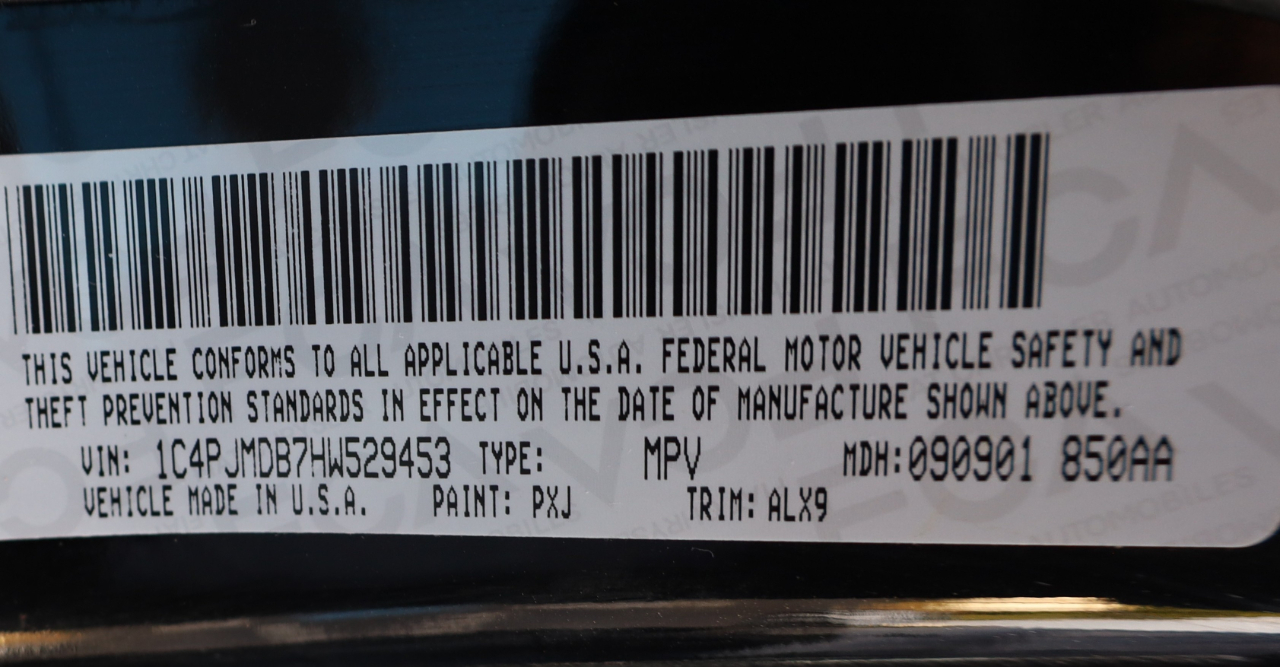 THIS VEHICLE CONFORMS TO ALL APPLICABLE U.S.A. FEDERAL MOTOR VEHICLE SAFETY AND
THEFT PREVENTION STANDARDS IN EFFECT ON THE DATE OF MANUFACTURE SHOWN ABOVE.
VIN: 1C4PJMDB7HW529453 TYPE: MPV MDH:090901 850AA
VEHICLE MADE IN U.S.A. PAINT: PXJ TRIM: ALX9